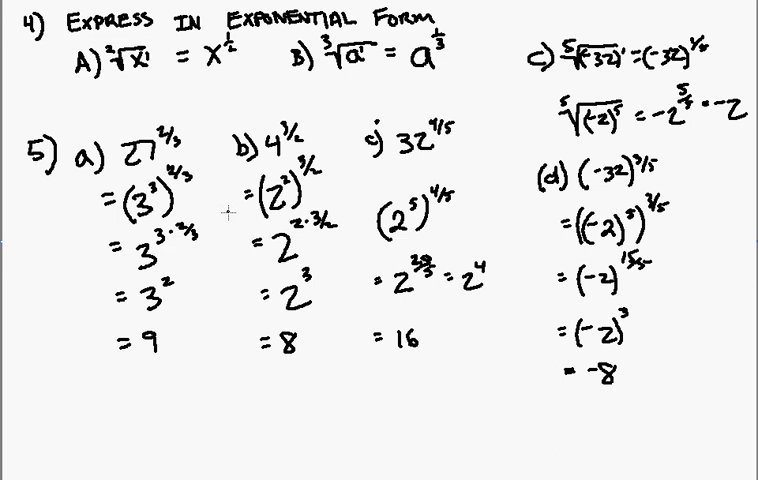 4) EXPRESS IN EXPONENTIAL FORM
A) ²√x¹ = x^(1/2)
B) ³√a¹ = a^(1/3)
c) ⁵√(-32)¹ = (-32)^(1/5)
⁵√(-2)⁵ = -2^(5/5) = -2
5) a) 27^(2/3)
= (3³)^(2/3)
= 3^(3·2/3)
= 3²
= 9
b) 4^(3/2)
= (2²)^(3/2)
= 2^(2·3/2)
= 2³
= 8
c) 32^(4/5)
(2⁵)^(4/5)
= 2^(20/5) = 2⁴
= 16
(d) (-32)^(3/5)
= ((-2)⁵)^(3/5)
= (-2)^(15/5)
= (-2)³
= -8